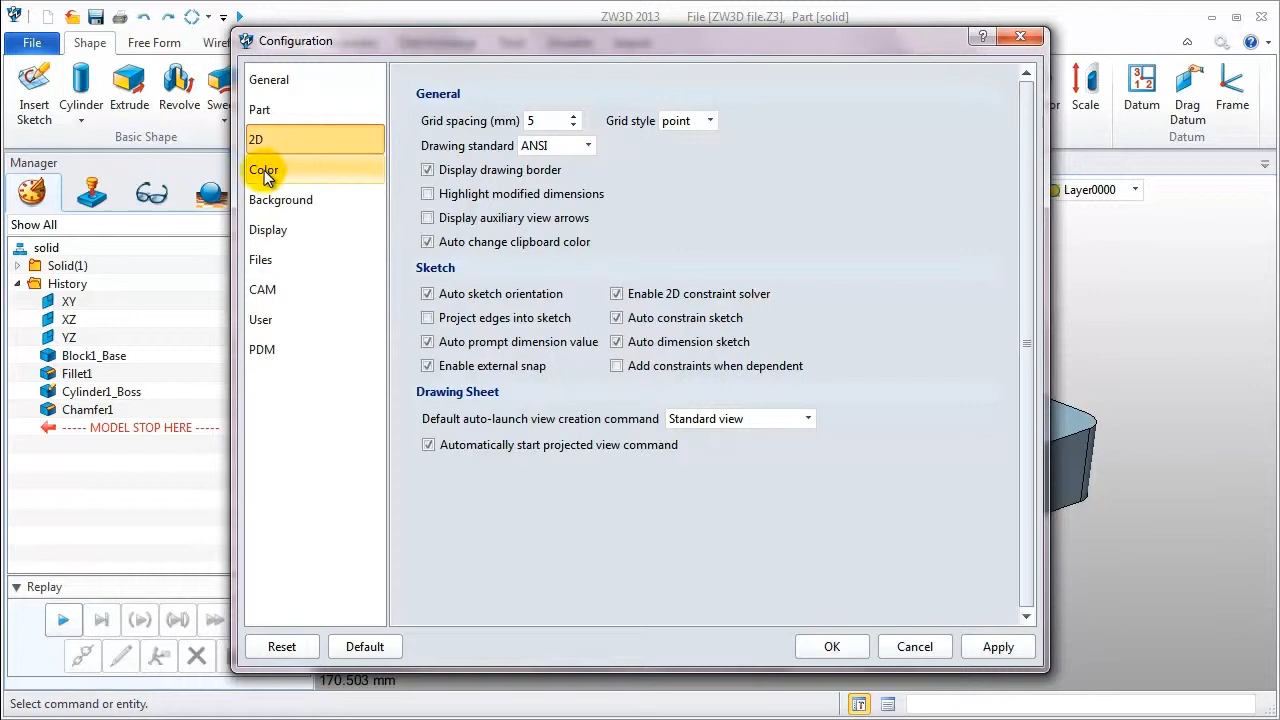 ZW3D 2013 File [ZW3D file.Z3], Part [solid]
File Shape Free Form Wiref
Configuration
Insert Sketch
Cylinder
Extrude
Revolve
Swee
Scale
Datum
Drag Datum
Frame
Basic Shape
Datum
Manager
Show All
solid
Solid(1)
History
XY
XZ
YZ
Block1_Base
Fillet1
Cylinder1_Boss
Chamfer1
----- MODEL STOP HERE -----
Replay
General
Part
2D
Color
Background
Display
Files
CAM
User
PDM
General
Grid spacing (mm) 5 Grid style point
Drawing standard ANSI
Display drawing border
Highlight modified dimensions
Display auxiliary view arrows
Auto change clipboard color
Sketch
Auto sketch orientation Enable 2D constraint solver
Project edges into sketch Auto constrain sketch
Auto prompt dimension value Auto dimension sketch
Enable external snap Add constraints when dependent
Drawing Sheet
Default auto-launch view creation command Standard view
Automatically start projected view command
Layer0000
Reset Default OK Cancel Apply
170.503 mm
Select command or entity.